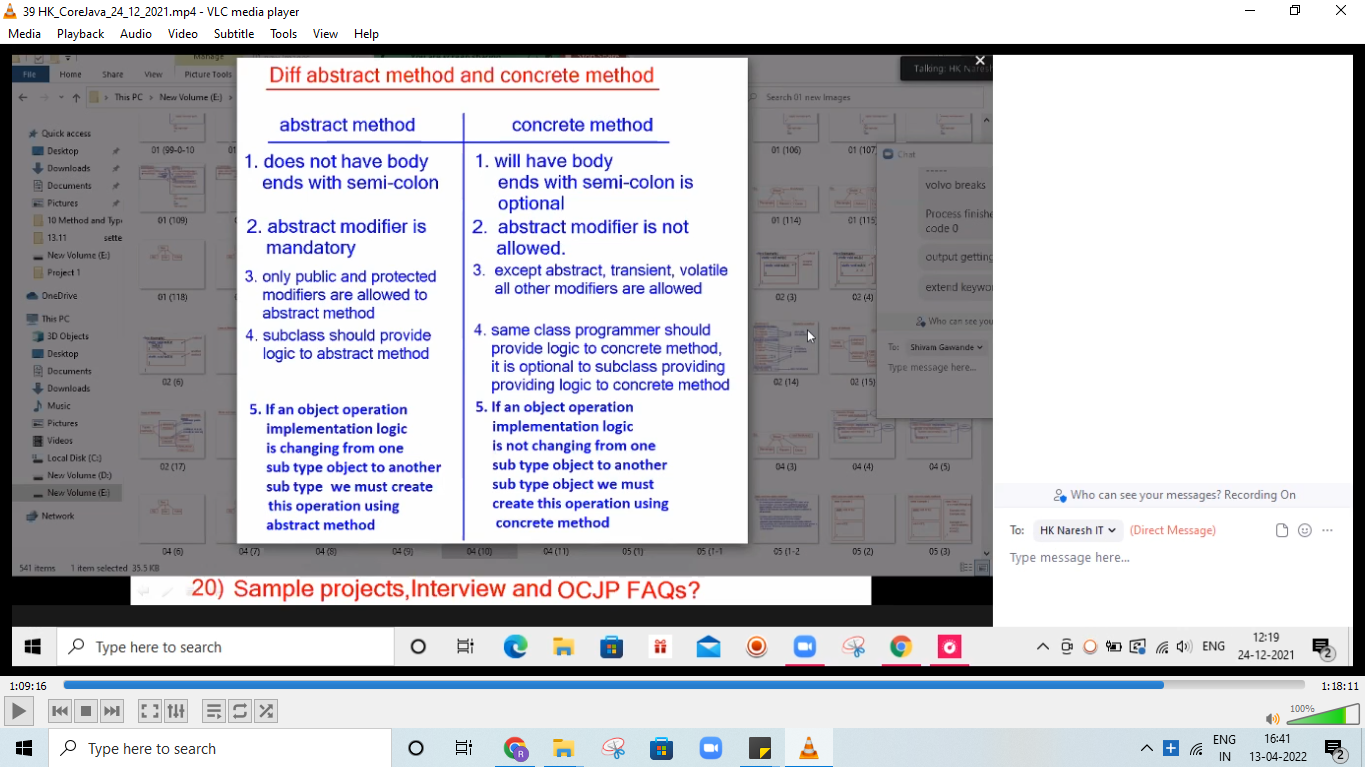 39 HK_CoreJava_24_12_2021.mp4 - VLC media player
Media Playback Audio Video Subtitle Tools View Help
Manage
File Home Share View Picture Tools
This PC > New Volume (E:) >
Search 01 new Images
Talking: HK Naresh
Quick access
Desktop
Downloads
Documents
Pictures
10 Method and Typ
13.11 sette
New Volume (E:)
Project 1
OneDrive
This PC
3D Objects
Desktop
Documents
Downloads
Music
Pictures
Videos
Local Disk (C:)
New Volume (D:)
New Volume (E:)
Network
01 (99-0-10
01 (109)
01 (118)
02 (6)
02 (17)
04 (6) 04 (7) 04 (8) 04 (9) 04 (10) 04 (11) 05 (1) 05 (1-1 05 (1-2 05 (2) 05 (3)
541 items 1 item selected 35.5 KB
Diff abstract method and concrete method
abstract method
1. does not have body
ends with semi-colon
2. abstract modifier is
mandatory
3. only public and protected
modifiers are allowed to
abstract method
4. subclass should provide
logic to abstract method
5. If an object operation
implementation logic
is changing from one
sub type object to another
sub type we must create
this operation using
abstract method
concrete method
1. will have body
ends with semi-colon is
optional
2. abstract modifier is not
allowed.
3. except abstract, transient, volatile
all other modifiers are allowed
4. same class programmer should
provide logic to concrete method,
it is optional to subclass providing
providing logic to concrete method
5. If an object operation
implementation logic
is not changing from one
sub type object to another
sub type object we must
create this operation using
concrete method
01 (106) 01 (107)
01 (114) 01 (115)
02 (3) 02 (4)
02 (14) 02 (15)
04 (3) 04 (4) 04 (5)
Chat
volvo breaks
Process finishe
code 0
output getting
extend keywor
Who can see you
To: Shivam Gawande
Type message here...
20) Sample projects,Interview and OCJP FAQs?
Who can see your messages? Recording On
To: HK Naresh IT (Direct Message)
Type message here...
Type here to search
ENG
12:19
24-12-2021
2
1:09:16
1:18:11
100%
Type here to search
ENG
IN
16:41
13-04-2022
2